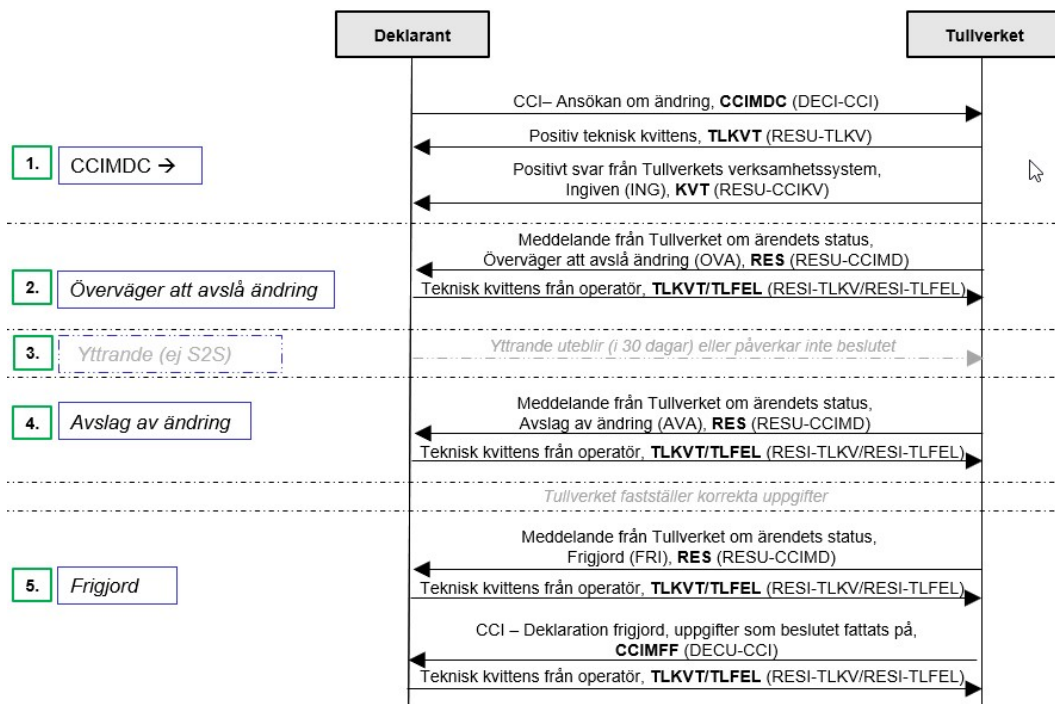 Deklarant
Tullverket
CCI– Ansökan om ändring, CCIMDC (DECI-CCI)
Positiv teknisk kvittens, TLKVT (RESU-TLKV)
1.
CCIMDC →
Positivt svar från Tullverkets verksamhetssystem,
Ingiven (ING), KVT (RESU-CCIKV)
Meddelande från Tullverket om ärendets status,
Överväger att avslå ändring (OVA), RES (RESU-CCIMD)
2.
Överväger att avslå ändring
Teknisk kvittens från operatör, TLKVT/TLFEL (RESI-TLKV/RESI-TLFEL)
3.
Yttrande (ej S2S)
Yttrande uteblir (i 30 dagar) eller påverkar inte beslutet
Meddelande från Tullverket om ärendets status,
4.
Avslag av ändring
Avslag av ändring (AVA), RES (RESU-CCIMD)
Teknisk kvittens från operatör, TLKVT/TLFEL (RESI-TLKV/RESI-TLFEL)
Tullverket fastställer korrekta uppgifter
Meddelande från Tullverket om ärendets status,
Frigjord (FRI), RES (RESU-CCIMD)
5.
Frigjord
Teknisk kvittens från operatör, TLKVT/TLFEL (RESI-TLKV/RESI-TLFEL)
CCI – Deklaration frigjord, uppgifter som beslutet fattats på,
CCIMFF (DECU-CCI)
Teknisk kvittens från operatör, TLKVT/TLFEL (RESI-TLKV/RESI-TLFEL)